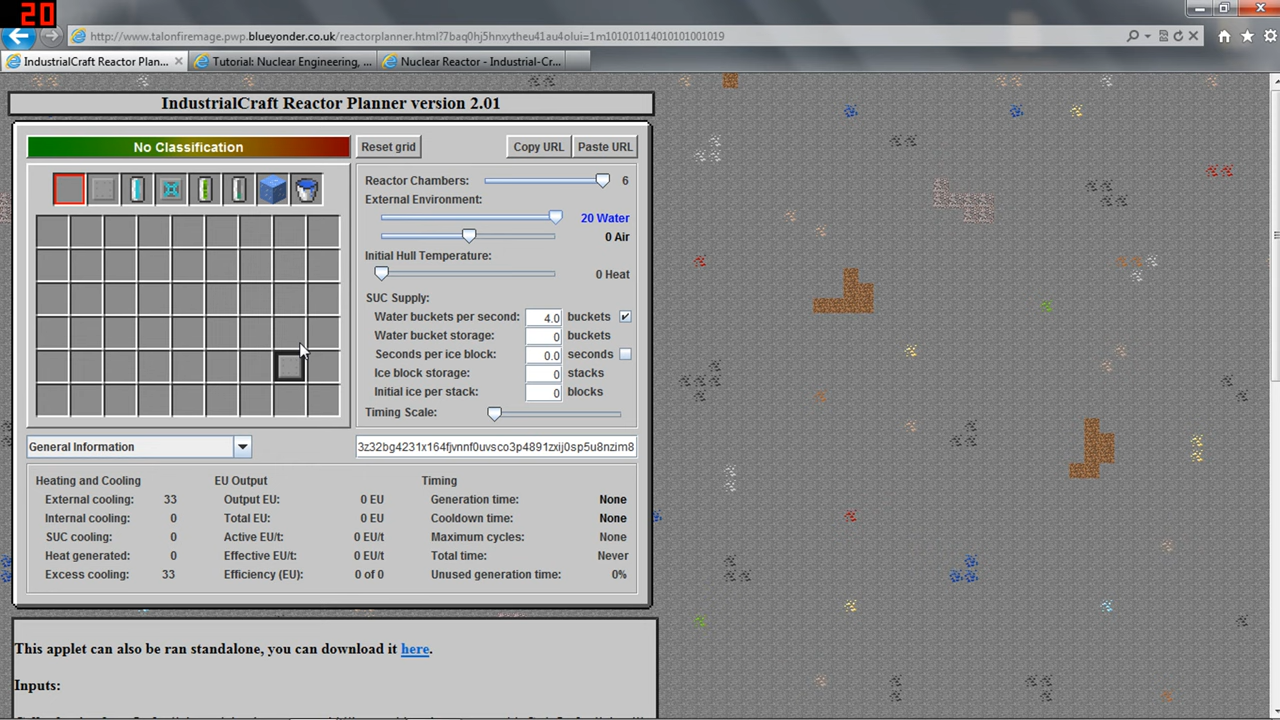 20
http://www.talonfiremage.pwp.blueyonder.co.uk/reactorplanner.html?7baq0hj5hnxytheu41au4olui=1m101010114010101001019
IndustrialCraft Reactor Plan...
Tutorial: Nuclear Engineering, ...
Nuclear Reactor - Industrial-Cr...
IndustrialCraft Reactor Planner version 2.01
No Classification
Reset grid
Copy URL
Paste URL
Reactor Chambers: 6
External Environment:
20 Water
0 Air
Initial Hull Temperature:
0 Heat
SUC Supply:
Water buckets per second: 4.0 buckets
Water bucket storage: 0 buckets
Seconds per ice block: 0.0 seconds
Ice block storage: 0 stacks
Initial ice per stack: 0 blocks
Timing Scale:
General Information
3z32bg4231x164fjvnnf0uvsco3p4891zxij0sp5u8nzim8
Heating and Cooling EU Output Timing
External cooling: 33 Output EU: 0 EU Generation time: None
Internal cooling: 0 Total EU: 0 EU Cooldown time: None
SUC cooling: 0 Active EU/t: 0 EU/t Maximum cycles: None
Heat generated: 0 Effective EU/t: 0 EU/t Total time: Never
Excess cooling: 33 Efficiency (EU): 0 of 0 Unused generation time: 0%
This applet can also be ran standalone, you can download it here.
Inputs: